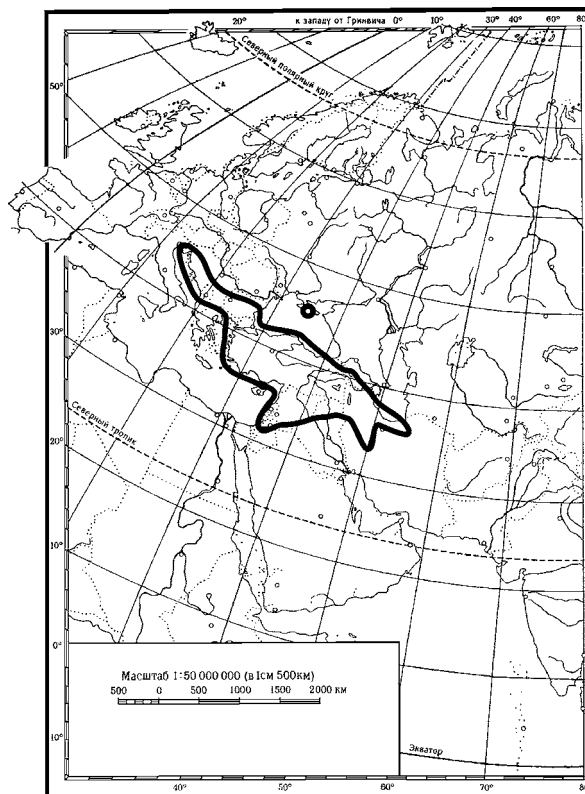 20° к западу от Гринвича 0° 10° 30° 40° 50° 60° 80°
Северный полярный круг
50°
30°
Северный тропик
20°
10°
0°
Масштаб 1:50 000 000 (в 1см 500км)
500 0 500 1000 1500 2000 км
10°
Экватор
40° 50° 60° 70° 80